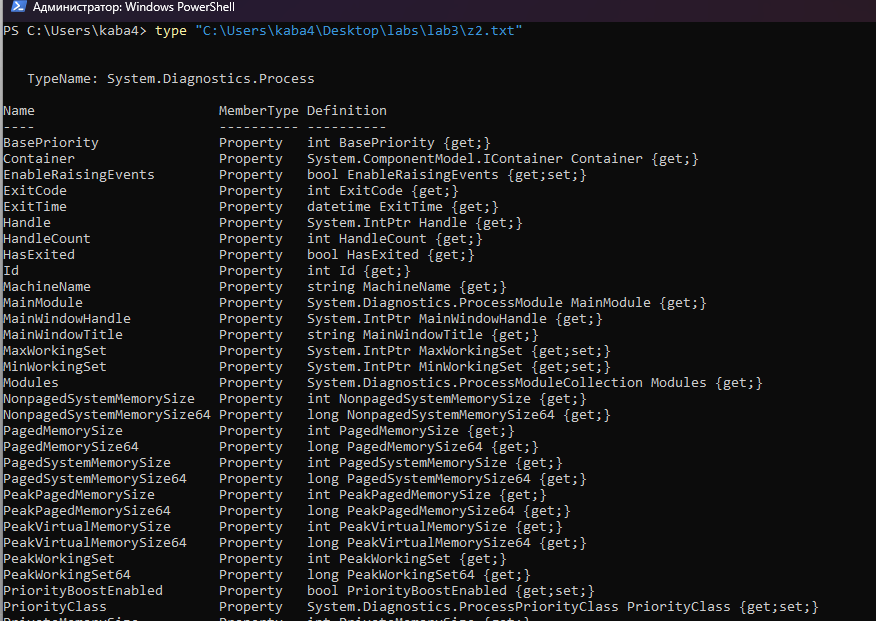 Администратор: Windows PowerShell
PS C:\Users\kaba4> type "C:\Users\kaba4\Desktop\labs\lab3\z2.txt"
TypeName: System.Diagnostics.Process
Name MemberType Definition
---- ---------- ----------
BasePriority Property int BasePriority {get;}
Container Property System.ComponentModel.IContainer Container {get;}
EnableRaisingEvents Property bool EnableRaisingEvents {get;set;}
ExitCode Property int ExitCode {get;}
ExitTime Property datetime ExitTime {get;}
Handle Property System.IntPtr Handle {get;}
HandleCount Property int HandleCount {get;}
HasExited Property bool HasExited {get;}
Id Property int Id {get;}
MachineName Property string MachineName {get;}
MainModule Property System.Diagnostics.ProcessModule MainModule {get;}
MainWindowHandle Property System.IntPtr MainWindowHandle {get;}
MainWindowTitle Property string MainWindowTitle {get;}
MaxWorkingSet Property System.IntPtr MaxWorkingSet {get;set;}
MinWorkingSet Property System.IntPtr MinWorkingSet {get;set;}
Modules Property System.Diagnostics.ProcessModuleCollection Modules {get;}
NonpagedSystemMemorySize Property int NonpagedSystemMemorySize {get;}
NonpagedSystemMemorySize64 Property long NonpagedSystemMemorySize64 {get;}
PagedMemorySize Property int PagedMemorySize {get;}
PagedMemorySize64 Property long PagedMemorySize64 {get;}
PagedSystemMemorySize Property int PagedSystemMemorySize {get;}
PagedSystemMemorySize64 Property long PagedSystemMemorySize64 {get;}
PeakPagedMemorySize Property int PeakPagedMemorySize {get;}
PeakPagedMemorySize64 Property long PeakPagedMemorySize64 {get;}
PeakVirtualMemorySize Property int PeakVirtualMemorySize {get;}
PeakVirtualMemorySize64 Property long PeakVirtualMemorySize64 {get;}
PeakWorkingSet Property int PeakWorkingSet {get;}
PeakWorkingSet64 Property long PeakWorkingSet64 {get;}
PriorityBoostEnabled Property bool PriorityBoostEnabled {get;set;}
PriorityClass Property System.Diagnostics.ProcessPriorityClass PriorityClass {get;set;}